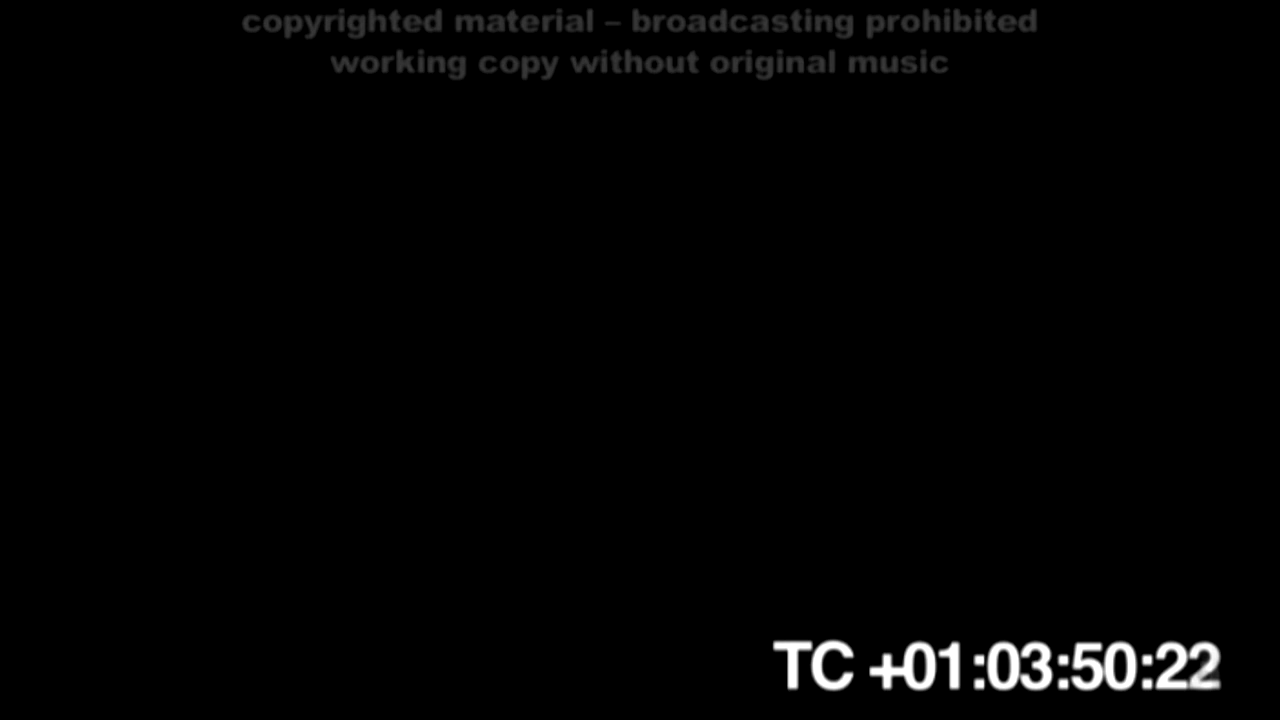 copyrighted material – broadcasting prohibited
working copy without original music
TC +01:03:50:22